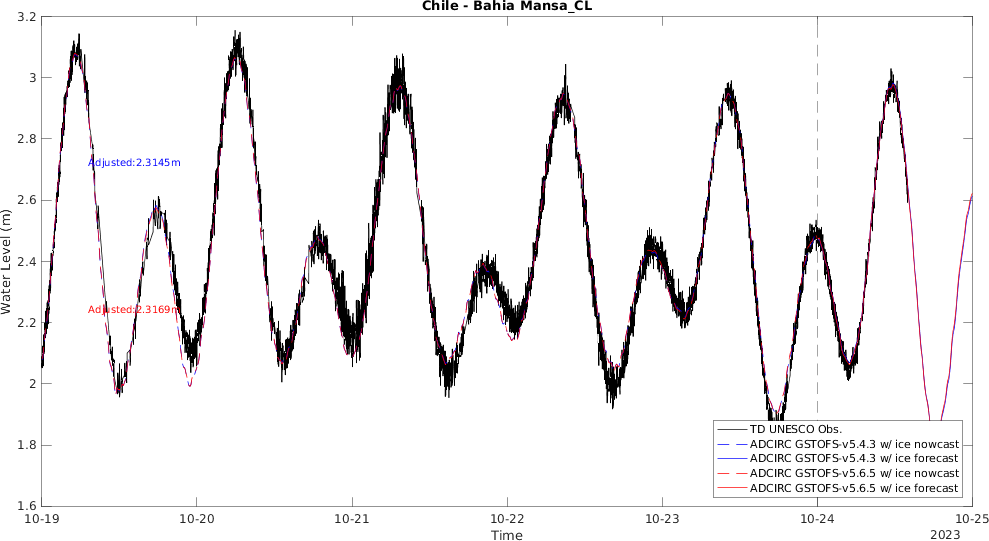 Chile - Bahia Mansa_CL
3.2
3
2.8
2.6
2.4
2.2
2
1.8
1.6
Water Level (m)
Adjusted:2.3145m
Adjusted:2.3169m
TD UNESCO Obs.
ADCIRC GSTOFS-v5.4.3 w/ ice nowcast
ADCIRC GSTOFS-v5.4.3 w/ ice forecast
ADCIRC GSTOFS-v5.6.5 w/ ice nowcast
ADCIRC GSTOFS-v5.6.5 w/ ice forecast
10-19 10-20 10-21 10-22 10-23 10-24 10-25
Time
2023